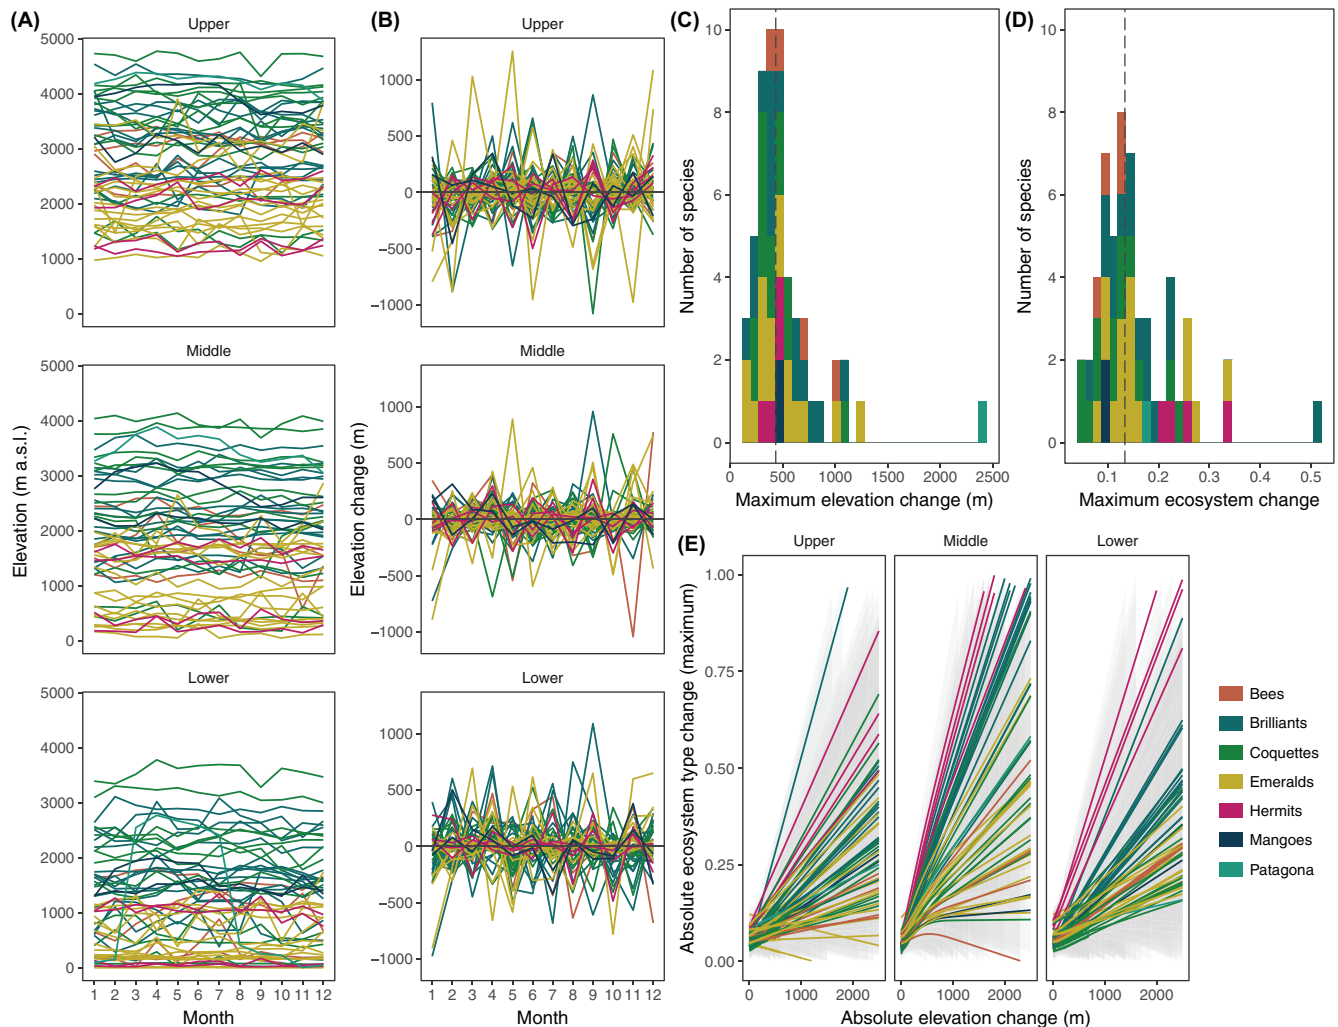 (A)
Upper
5000
4000
3000
2000
1000
0
Middle
5000
4000
3000
2000
1000
0
Lower
5000
4000
3000
2000
1000
0
Elevation (m a.s.l.)
1 2 3 4 5 6 7 8 9 10 11 12
Month
(B)
Upper
1000
500
0
−500
−1000
Middle
1000
500
0
−500
−1000
Lower
1000
500
0
−500
−1000
Elevation change (m)
1 2 3 4 5 6 7 8 9 10 11 12
Month
(C)
10
8
6
4
2
0
Number of species
0 500 1000 1500 2000 2500
Maximum elevation change (m)
(D)
10
8
6
4
2
0
Number of species
0.1 0.2 0.3 0.4 0.5
Maximum ecosystem change
(E)
Upper Middle Lower
1.00
0.75
0.50
0.25
0.00
Absolute ecosystem type change (maximum)
0 1000 2000 0 1000 2000 0 1000 2000
Absolute elevation change (m)
Bees
Brilliants
Coquettes
Emeralds
Hermits
Mangoes
Patagona